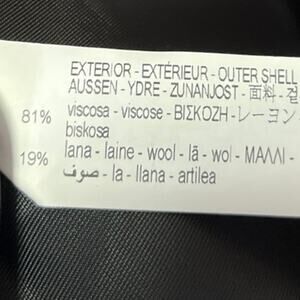 EXTERIOR - EXTÉRIEUR - OUTER SHELL
AUSSEN - YDRE - ZUNANJOST - 面料 - 겉
81% viscosa - viscose - ΒΙΣΚΟΖΗ - レーヨン
biskosa
19% lana - laine - wool - lã - wol - ΜΑΛΛΙ -
صوف - la - llana - artilea